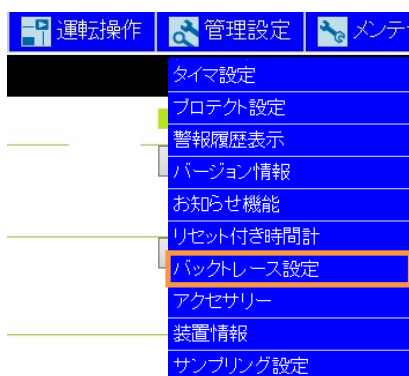 運転操作 管理設定 メンテ
タイマ設定
プロテクト設定
警報履歴表示
バージョン情報
お知らせ機能
リセット付き時間計
バックトレース設定
アクセサリー
装置情報
サンプリング設定